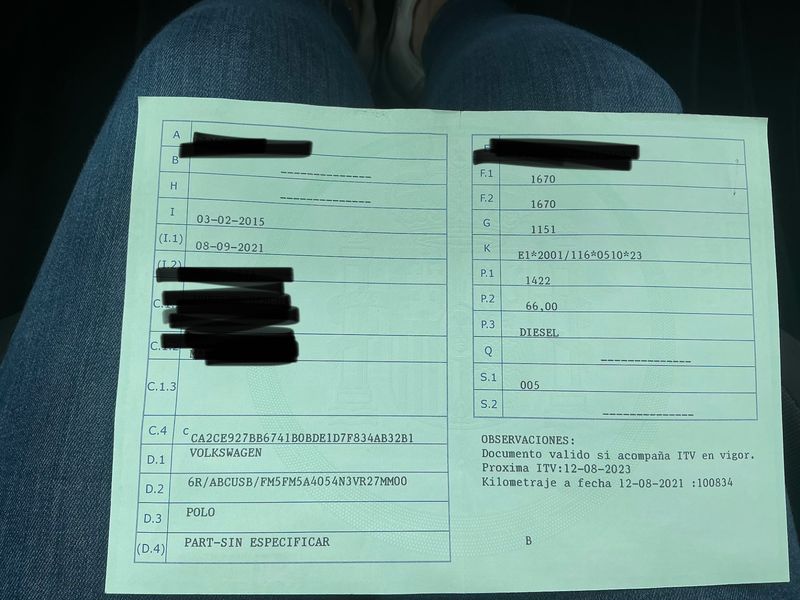 A
B
--------------
H
--------------
I 03-02-2015
(I.1) 08-09-2021
(I.2)
C.1.3
C.4 c CA2CE927BB6741B0BDE1D7F834AB32B1
D.1 VOLKSWAGEN
D.2 6R/ABCUSB/FM5FM5A4054N3VR27MMO0
D.3 POLO
(D.4) PART-SIN ESPECIFICAR
F.1 1670
F.2 1670
G 1151
K E1*2001/116*0510*23
P.1 1422
P.2 66,00
P.3 DIESEL
Q --------------
S.1 005
S.2 --------------
OBSERVACIONES:
Documento valido si acompaña ITV en vigor.
Proxima ITV:12-08-2023
Kilometraje a fecha 12-08-2021 :100834
B